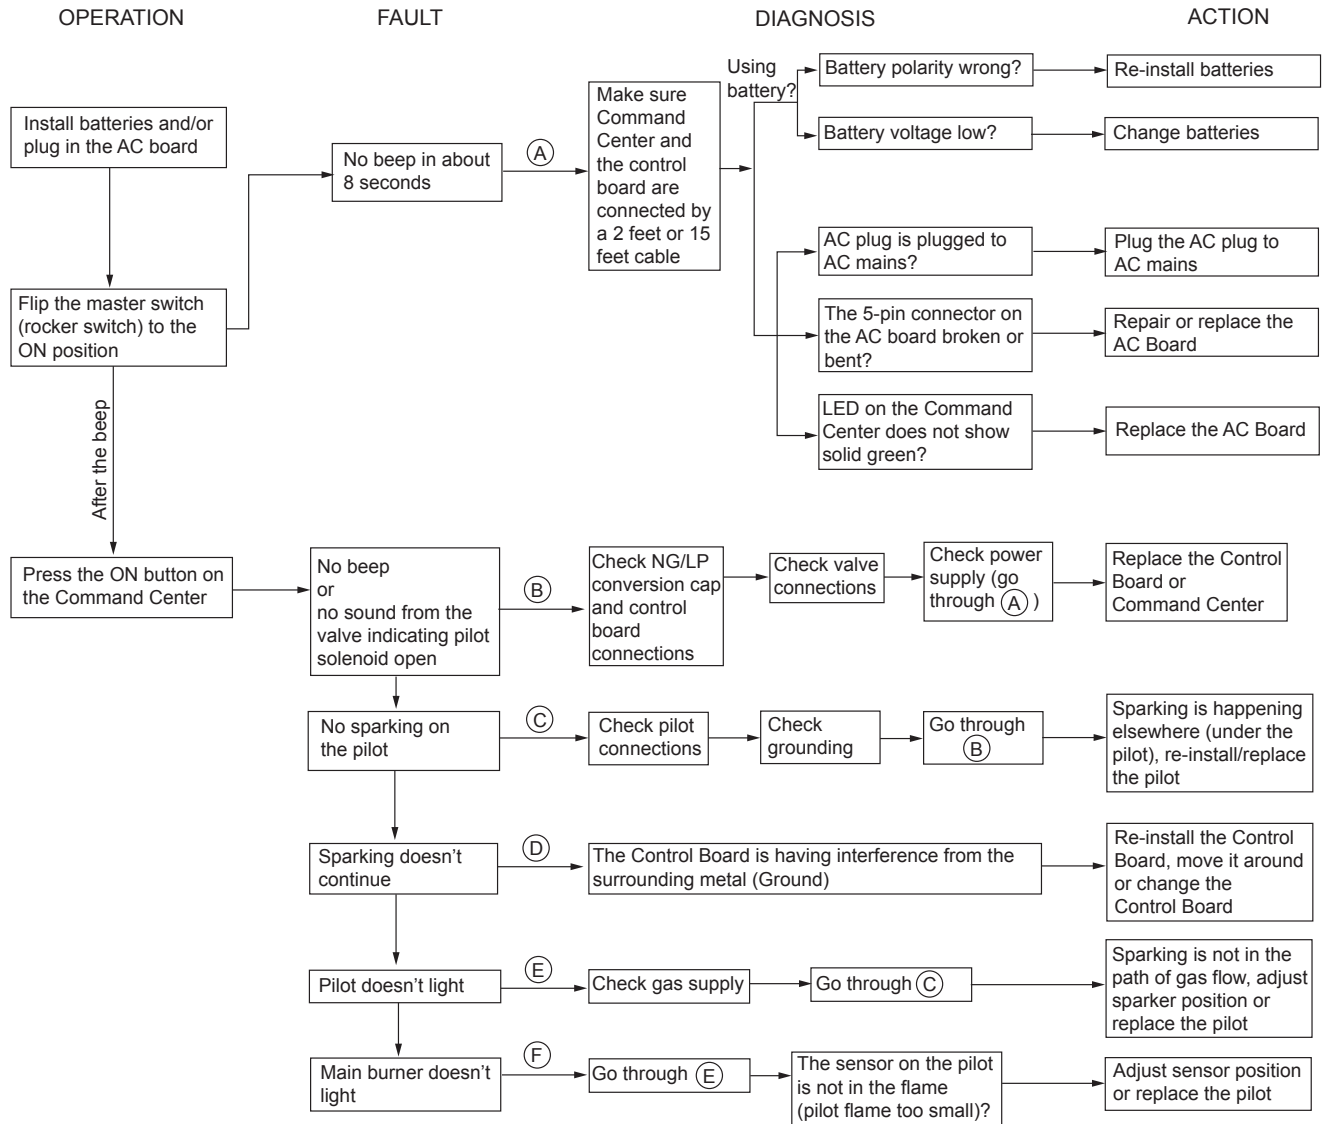 OPERATION
FAULT
DIAGNOSIS
ACTION
Install batteries and/or
plug in the AC board
Flip the master switch
(rocker switch) to the
ON position
No beep in about
8 seconds
A
Make sure
Command
Center and
the control
board are
connected by
a 2 feet or 15
feet cable
Using
battery?
Battery polarity wrong?
Re-install batteries
Battery voltage low?
Change batteries
AC plug is plugged to
AC mains?
Plug the AC plug to
AC mains
The 5-pin connector on
the AC board broken or
bent?
Repair or replace the
AC Board
LED on the Command
Center does not show
solid green?
Replace the AC Board
After the beep
Press the ON button on
the Command Center
No beep
or
no sound from the
valve indicating pilot
solenoid open
B
Check NG/LP
conversion cap
and control
board
connections
Check valve
connections
Check power
supply (go
through A )
Replace the Control
Board or
Command Center
No sparking on
the pilot
C
Check pilot
connections
Check
grounding
Go through
B
Sparking is happening
elsewhere (under the
pilot), re-install/replace
the pilot
Sparking doesn't
continue
D
The Control Board is having interference from the
surrounding metal (Ground)
Re-install the Control
Board, move it around
or change the
Control Board
Pilot doesn't light
E
Check gas supply
Go through C
Sparking is not in the
path of gas flow, adjust
sparker position or
replace the pilot
Main burner doesn't
light
F
Go through E
The sensor on the pilot
is not in the flame
(pilot flame too small)?
Adjust sensor position
or replace the pilot